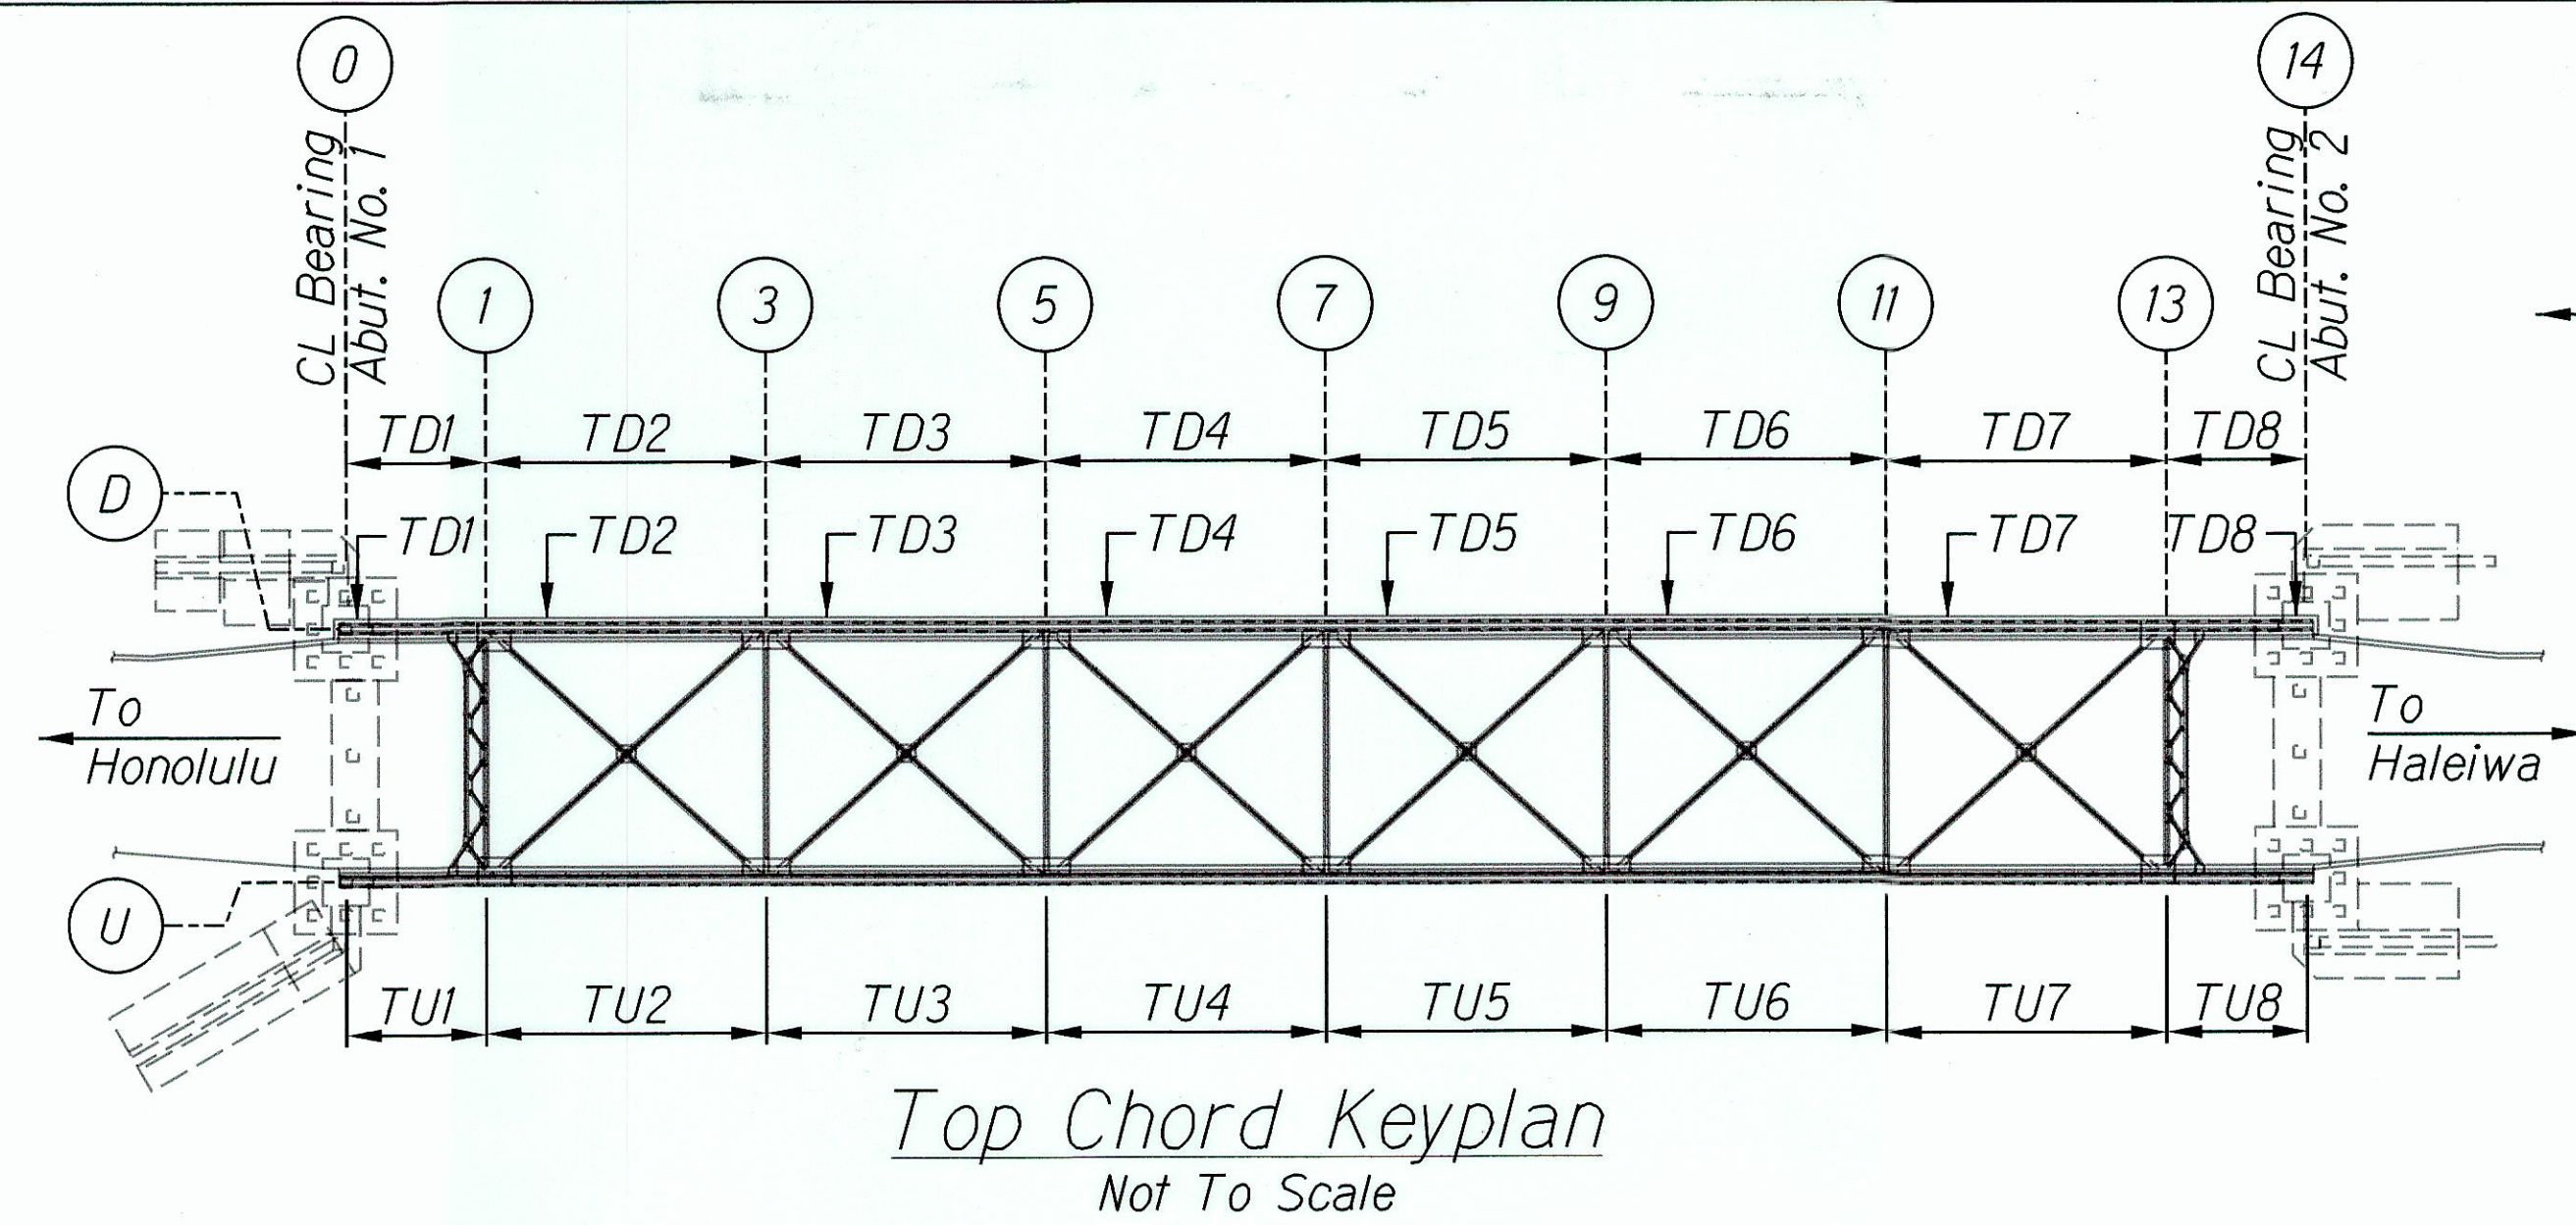 0
14
CL Bearing
Abut. No. 1
CL Bearing
Abut. No. 2
1
3
5
7
9
11
13
TD1
TD2
TD3
TD4
TD5
TD6
TD7
TD8
D
TD1
TD2
TD3
TD4
TD5
TD6
TD7
TD8
To
Honolulu
To
Haleiwa
U
TU1
TU2
TU3
TU4
TU5
TU6
TU7
TU8
Top Chord Keyplan
Not To Scale